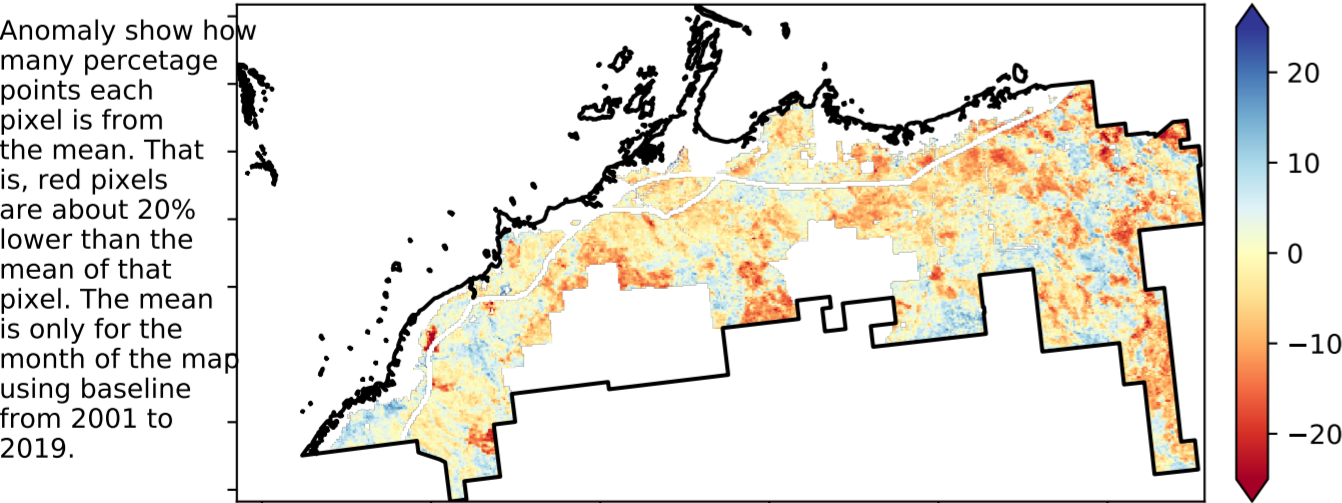 Anomaly show how
many percetage
points each
pixel is from
the mean. That
is, red pixels
are about 20%
lower than the
mean of that
pixel. The mean
is only for the
month of the map
using baseline
from 2001 to
2019.
20
10
0
−10
−20